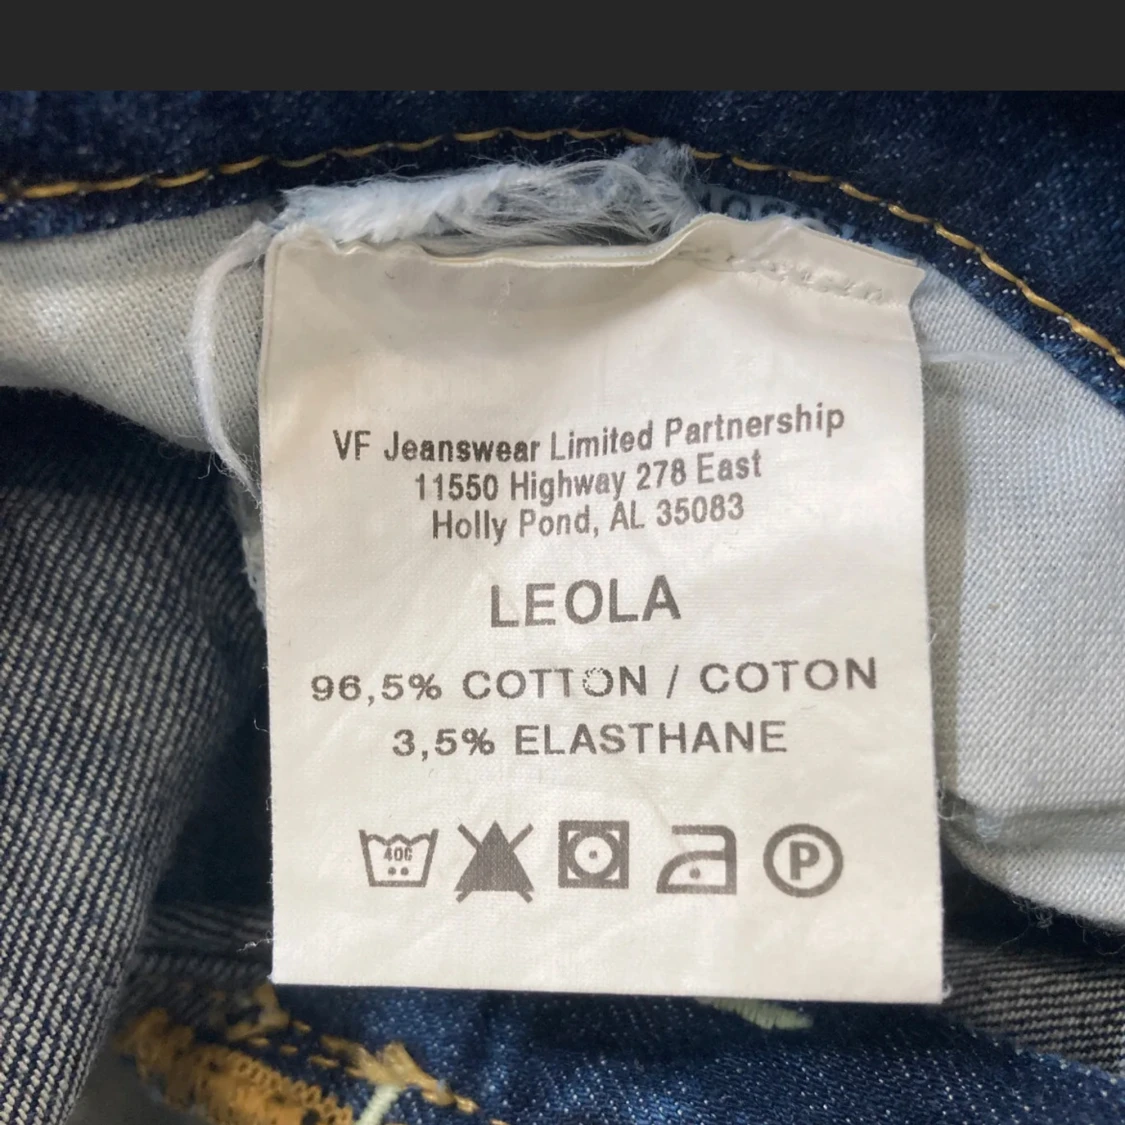 VF Jeanswear Limited Partnership
11550 Highway 278 East
Holly Pond, AL 35083
LEOLA
96,5% COTTON / COTON
3,5% ELASTHANE
40C
P